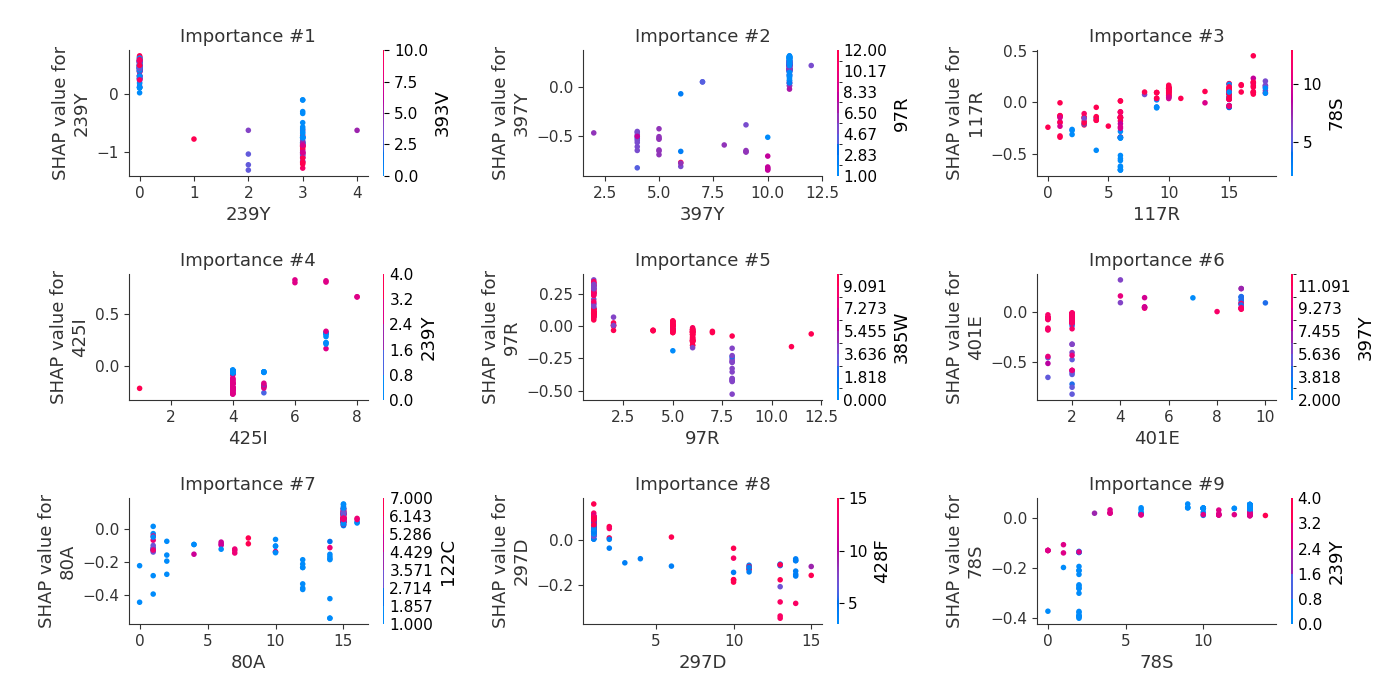 Importance #1
SHAP value for
239Y
0
−1
0 1 2 3 4
239Y
10.0
7.5
5.0
2.5
0.0
393V
Importance #2
SHAP value for
397Y
0.0
−0.5
2.5 5.0 7.5 10.0 12.5
397Y
12.00
10.17
8.33
6.50
4.67
2.83
1.00
97R
Importance #3
SHAP value for
117R
0.5
0.0
−0.5
0 5 10 15
117R
10
5
78S
Importance #4
SHAP value for
425I
0.5
0.0
2 4 6 8
425I
4.0
3.2
2.4
1.6
0.8
0.0
239Y
Importance #5
SHAP value for
97R
0.25
0.00
−0.25
−0.50
2.5 5.0 7.5 10.0 12.5
97R
9.091
7.273
5.455
3.636
1.818
0.000
385W
Importance #6
SHAP value for
401E
0.0
−0.5
2 4 6 8 10
401E
11.091
9.273
7.455
5.636
3.818
2.000
397Y
Importance #7
SHAP value for
80A
0.0
−0.2
−0.4
0 5 10 15
80A
7.000
6.143
5.286
4.429
3.571
2.714
1.857
1.000
122C
Importance #8
SHAP value for
297D
0.0
−0.2
5 10 15
297D
15
10
5
428F
Importance #9
SHAP value for
78S
0.0
−0.2
−0.4
0 5 10
78S
4.0
3.2
2.4
1.6
0.8
0.0
239Y